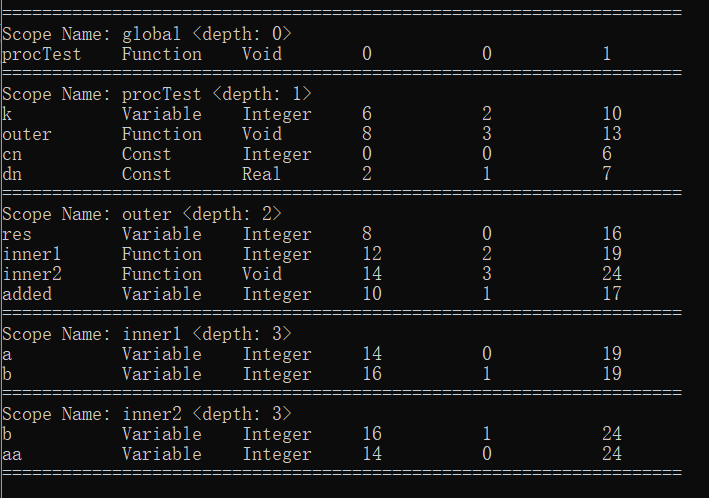 ====================================================================
Scope Name: global <depth: 0>
procTest    Function    Void        0           0          1
====================================================================
Scope Name: procTest <depth: 1>
k           Variable    Integer     6           2          10
outer       Function    Void        8           3          13
cn          Const       Integer     0           0          6
dn          Const       Real        2           1          7
====================================================================
Scope Name: outer <depth: 2>
res         Variable    Integer     8           0          16
inner1      Function    Integer     12          2          19
inner2      Function    Void        14          3          24
added       Variable    Integer     10          1          17
====================================================================
Scope Name: inner1 <depth: 3>
a           Variable    Integer     14          0          19
b           Variable    Integer     16          1          19
====================================================================
Scope Name: inner2 <depth: 3>
b           Variable    Integer     16          1          24
aa          Variable    Integer     14          0          24
====================================================================